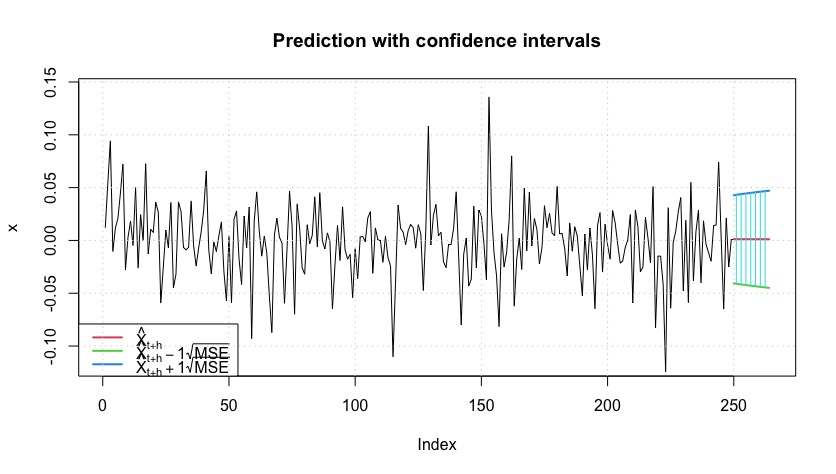 Prediction with confidence intervals
x
0.15
0.10
0.05
0.00
-0.05
-0.10
X̂t+h
X̂t+h − 1√MSE
X̂t+h + 1√MSE
0 50 100 150 200 250
Index